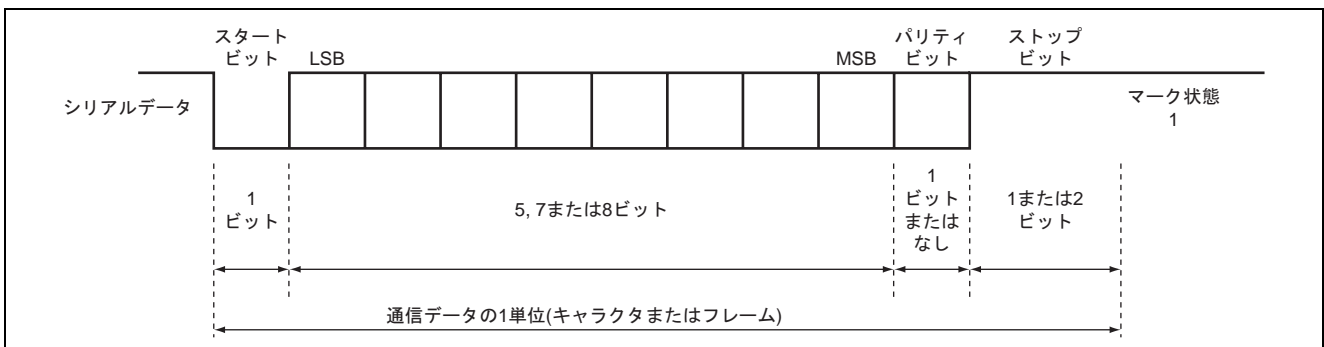 スタート
ビット
LSB
MSB
パリティ
ビット
ストップ
ビット
シリアルデータ
マーク状態
1
1
ビット
5, 7または8ビット
1
ビット
または
なし
1または2
ビット
通信データの1単位(キャラクタまたはフレーム)